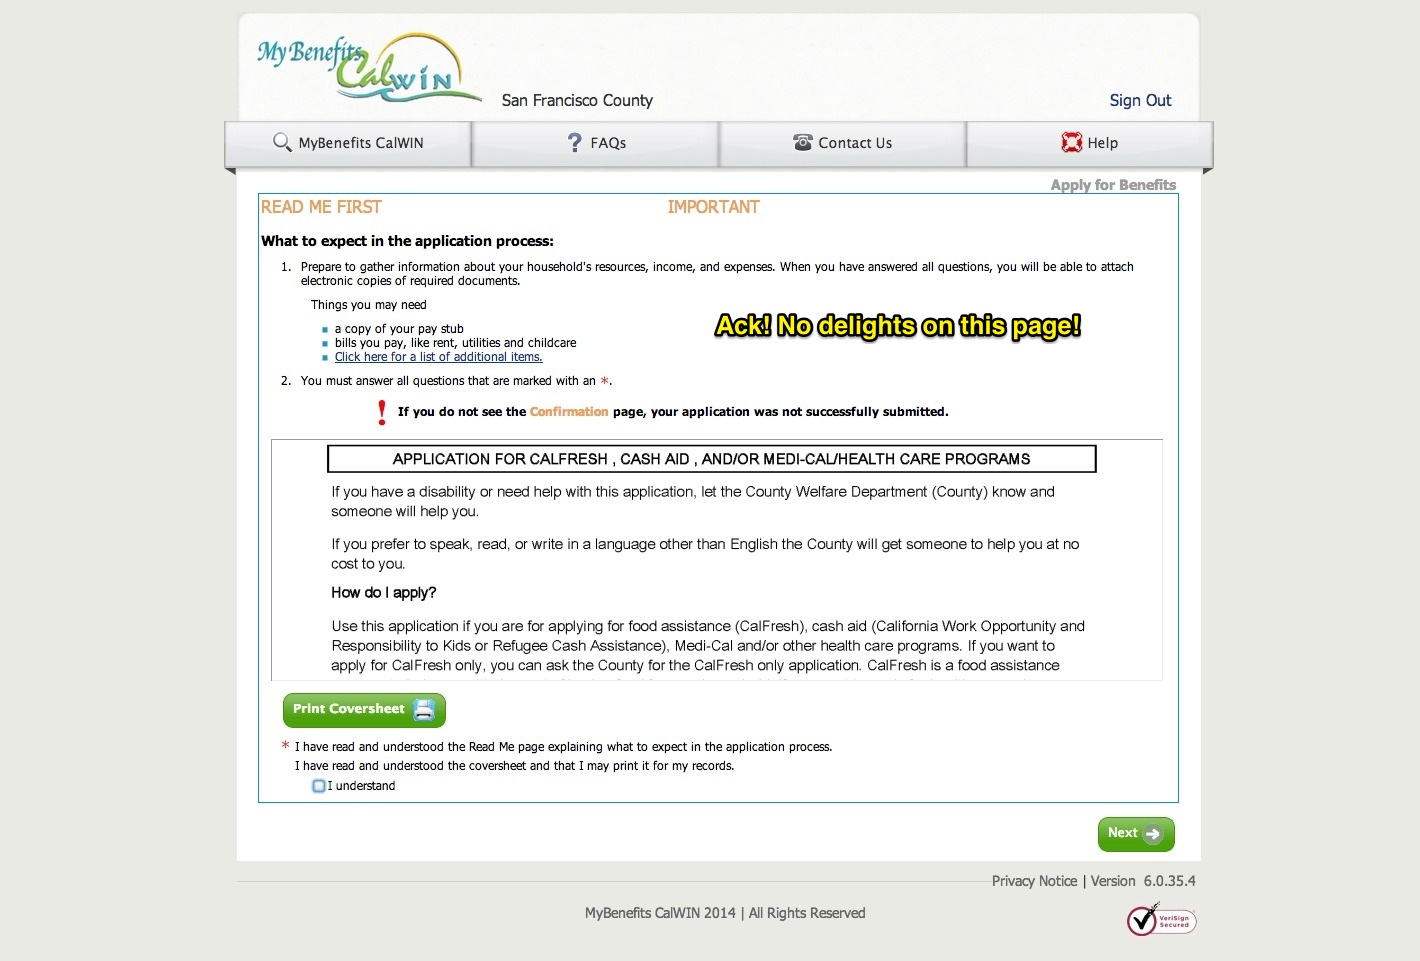 My Benefits
CalWIN
San Francisco County
Sign Out
MyBenefits CalWIN
FAQs
Contact Us
Help
Apply for Benefits
READ ME FIRST
IMPORTANT
What to expect in the application process:
1. Prepare to gather information about your household's resources, income, and expenses. When you have answered all questions, you will be able to attach
electronic copies of required documents.
Things you may need
a copy of your pay stub
bills you pay, like rent, utilities and childcare
Click here for a list of additional items.
Ack! No delights on this page!
2. You must answer all questions that are marked with an *.
! If you do not see the Confirmation page, your application was not successfully submitted.
APPLICATION FOR CALFRESH , CASH AID , AND/OR MEDI-CAL/HEALTH CARE PROGRAMS
If you have a disability or need help with this application, let the County Welfare Department (County) know and
someone will help you.
If you prefer to speak, read, or write in a language other than English the County will get someone to help you at no
cost to you.
How do I apply?
Use this application if you are for applying for food assistance (CalFresh), cash aid (California Work Opportunity and
Responsibility to Kids or Refugee Cash Assistance), Medi-Cal and/or other health care programs. If you want to
apply for CalFresh only, you can ask the County for the CalFresh only application. CalFresh is a food assistance
Print Coversheet
* I have read and understood the Read Me page explaining what to expect in the application process.
I have read and understood the coversheet and that I may print it for my records.
I understand
Next
Privacy Notice | Version 6.0.35.4
MyBenefits CalWIN 2014 | All Rights Reserved
VeriSign
Secured